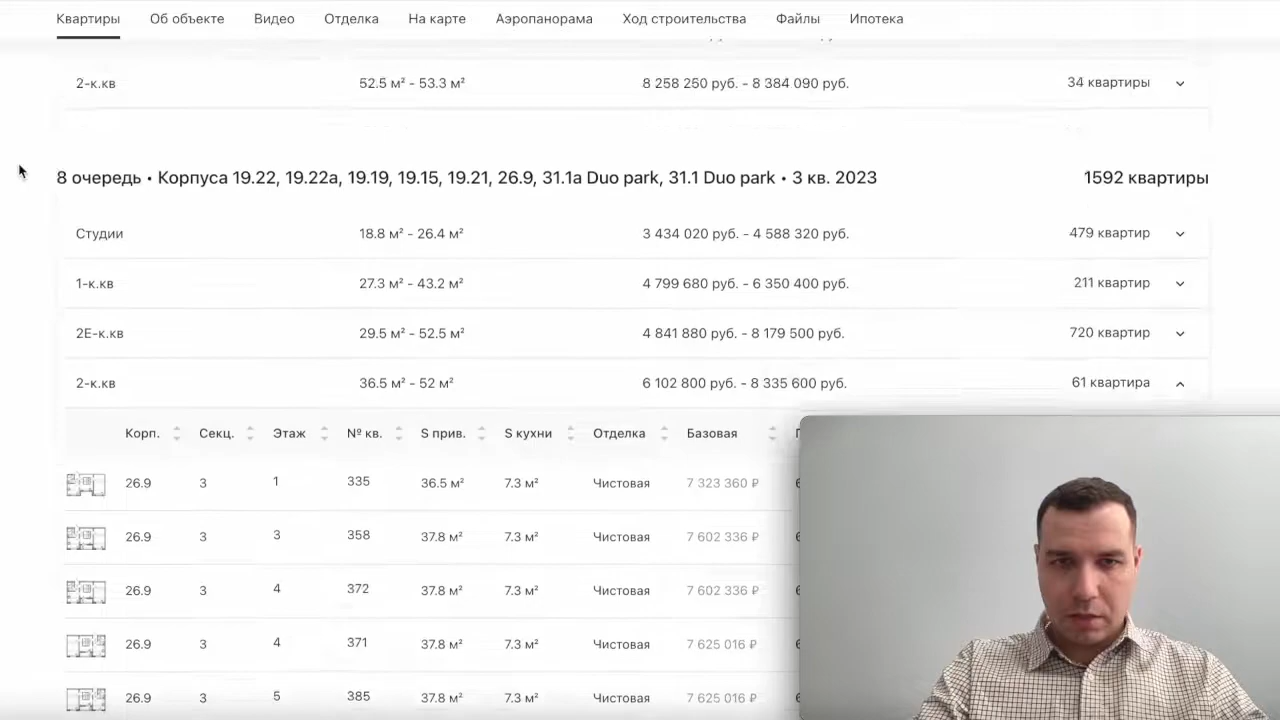 Квартиры Об объекте Видео Отделка На карте Аэропанорама Ход строительства Файлы Ипотека
2-к.кв 52.5 м² - 53.3 м² 8 258 250 руб. - 8 384 090 руб. 34 квартиры
8 очередь • Корпуса 19.22, 19.22а, 19.19, 19.15, 19.21, 26.9, 31.1а Duo park, 31.1 Duo park • 3 кв. 2023 1592 квартиры
Студии 18.8 м² - 26.4 м² 3 434 020 руб. - 4 588 320 руб. 479 квартир
1-к.кв 27.3 м² - 43.2 м² 4 799 680 руб. - 6 350 400 руб. 211 квартир
2Е-к.кв 29.5 м² - 52.5 м² 4 841 880 руб. - 8 179 500 руб. 720 квартир
2-к.кв 36.5 м² - 52 м² 6 102 800 руб. - 8 335 600 руб. 61 квартира
Корп. Секц. Этаж № кв. S прив. S кухни Отделка Базовая
26.9 3 1 335 36.5 м² 7.3 м² Чистовая 7 323 360 ₽
26.9 3 3 358 37.8 м² 7.3 м² Чистовая 7 602 336 ₽
26.9 3 4 372 37.8 м² 7.3 м² Чистовая 7 602 336 ₽
26.9 3 4 371 37.8 м² 7.3 м² Чистовая 7 625 016 ₽
26.9 3 5 385 37.8 м² 7.3 м² Чистовая 7 625 016 ₽